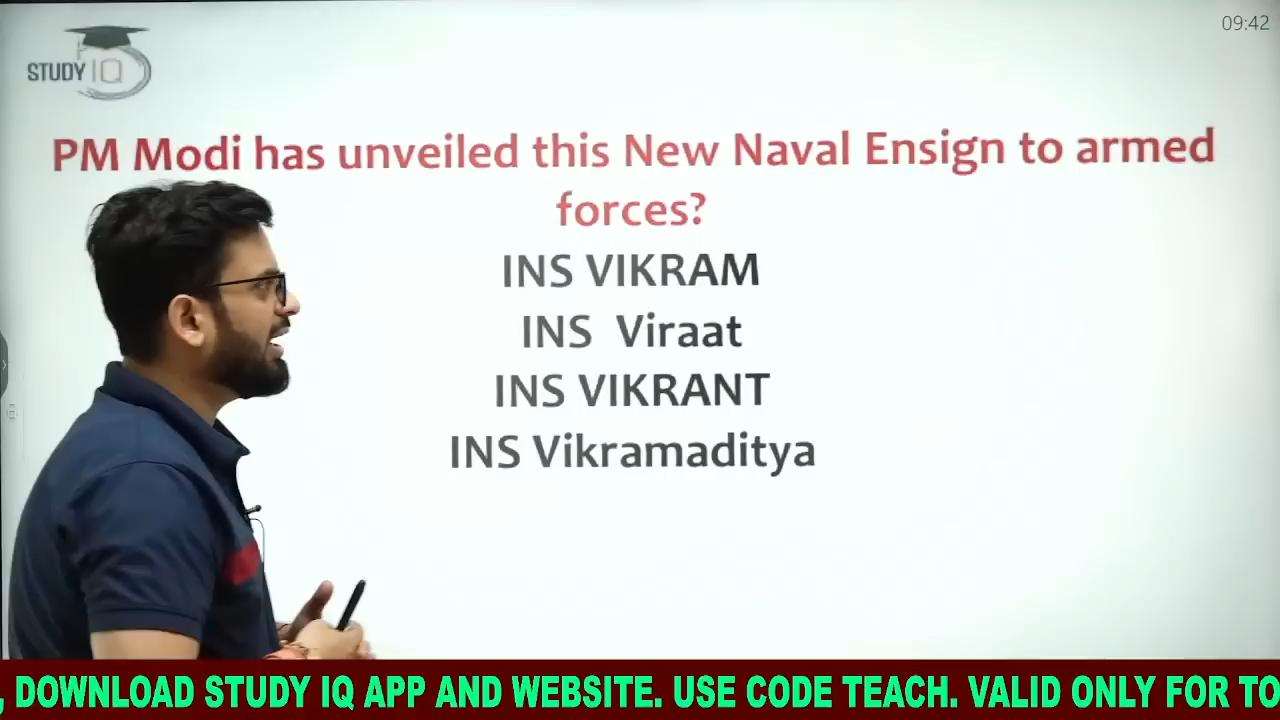 09:42
STUDY IQ
PM Modi has unveiled this New Naval Ensign to armed
forces?
INS VIKRAM
INS Viraat
INS VIKRANT
INS Vikramaditya
, DOWNLOAD STUDY IQ APP AND WEBSITE. USE CODE TEACH. VALID ONLY FOR TO